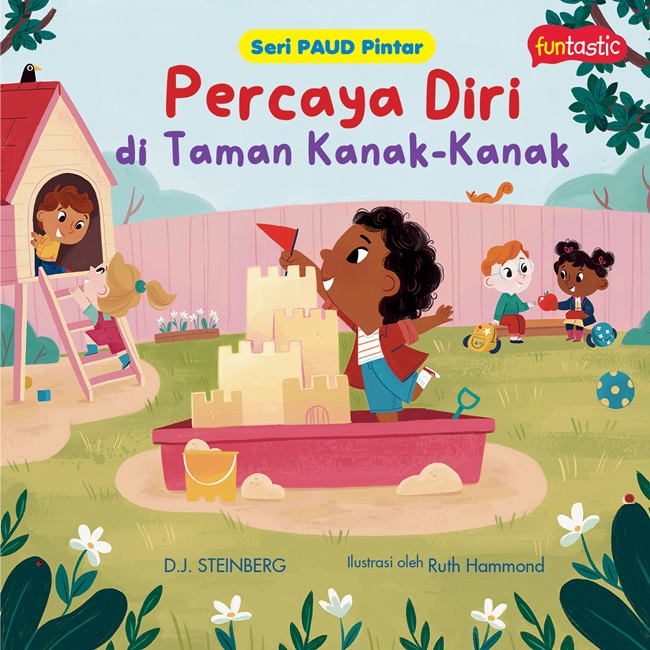 Seri PAUD Pintar
funtastic
Percaya Diri
di Taman Kanak-Kanak
D.J. STEINBERG
Ilustrasi oleh Ruth Hammond